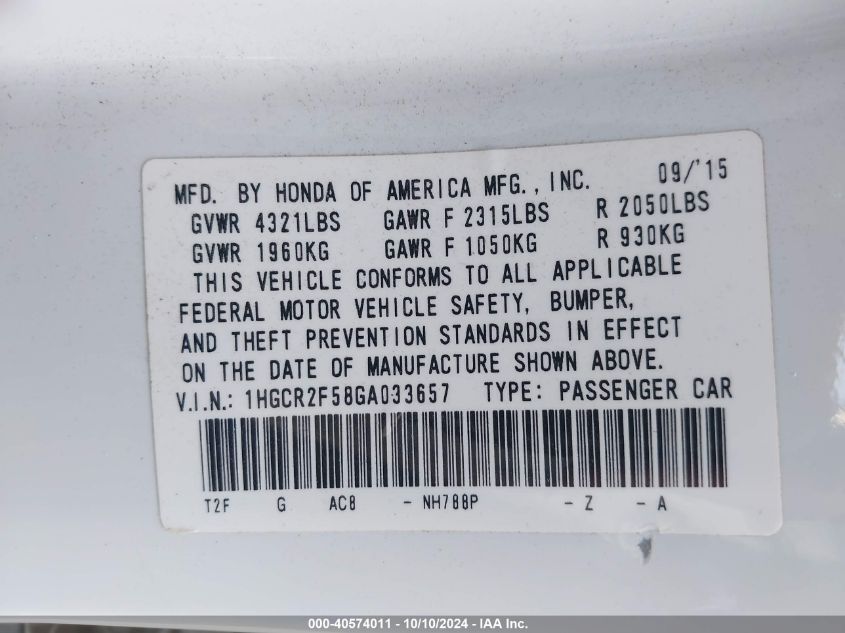 MFD. BY HONDA OF AMERICA MFG., INC. 09/'15
GVWR 4321LBS GAWR F 2315LBS R 2050LBS
GVWR 1960KG GAWR F 1050KG R 930KG
THIS VEHICLE CONFORMS TO ALL APPLICABLE
FEDERAL MOTOR VEHICLE SAFETY, BUMPER,
AND THEFT PREVENTION STANDARDS IN EFFECT
ON THE DATE OF MANUFACTURE SHOWN ABOVE.
V.I.N.: 1HGCR2F58GA033657 TYPE: PASSENGER CAR
T2F G AC8 - NH788P - Z - A
000-40574011 - 10/10/2024 - IAA Inc.